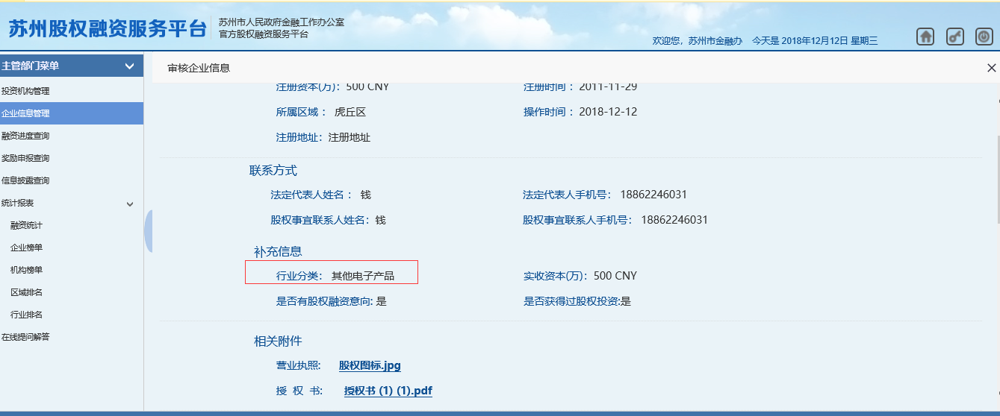 苏州股权融资服务平台
苏州市人民政府金融工作办公室
官方股权融资服务平台
欢迎您，苏州市金融办 今天是 2018年12月12日 星期三
主管部门菜单
投资机构管理
企业信息管理
融资进度查询
奖励申报查询
信息披露查询
统计报表
融资统计
企业榜单
机构榜单
区域排名
行业排名
在线提问解答
审核企业信息
注册资本(万)： 500 CNY 注册时间 ： 2011-11-29
所属区域 ： 虎丘区 操作时间 ： 2018-12-12
注册地址： 注册地址
联系方式
法定代表人姓名 ： 钱 法定代表人手机号： 18862246031
股权事宜联系人姓名： 钱 股权事宜联系人手机号： 18862246031
补充信息
行业分类： 其他电子产品 实收资本(万)： 500 CNY
是否有股权融资意向: 是 是否获得过股权投资:是
相关附件
营业执照: 股权图标.jpg
授 权 书: 授权书 (1) (1).pdf